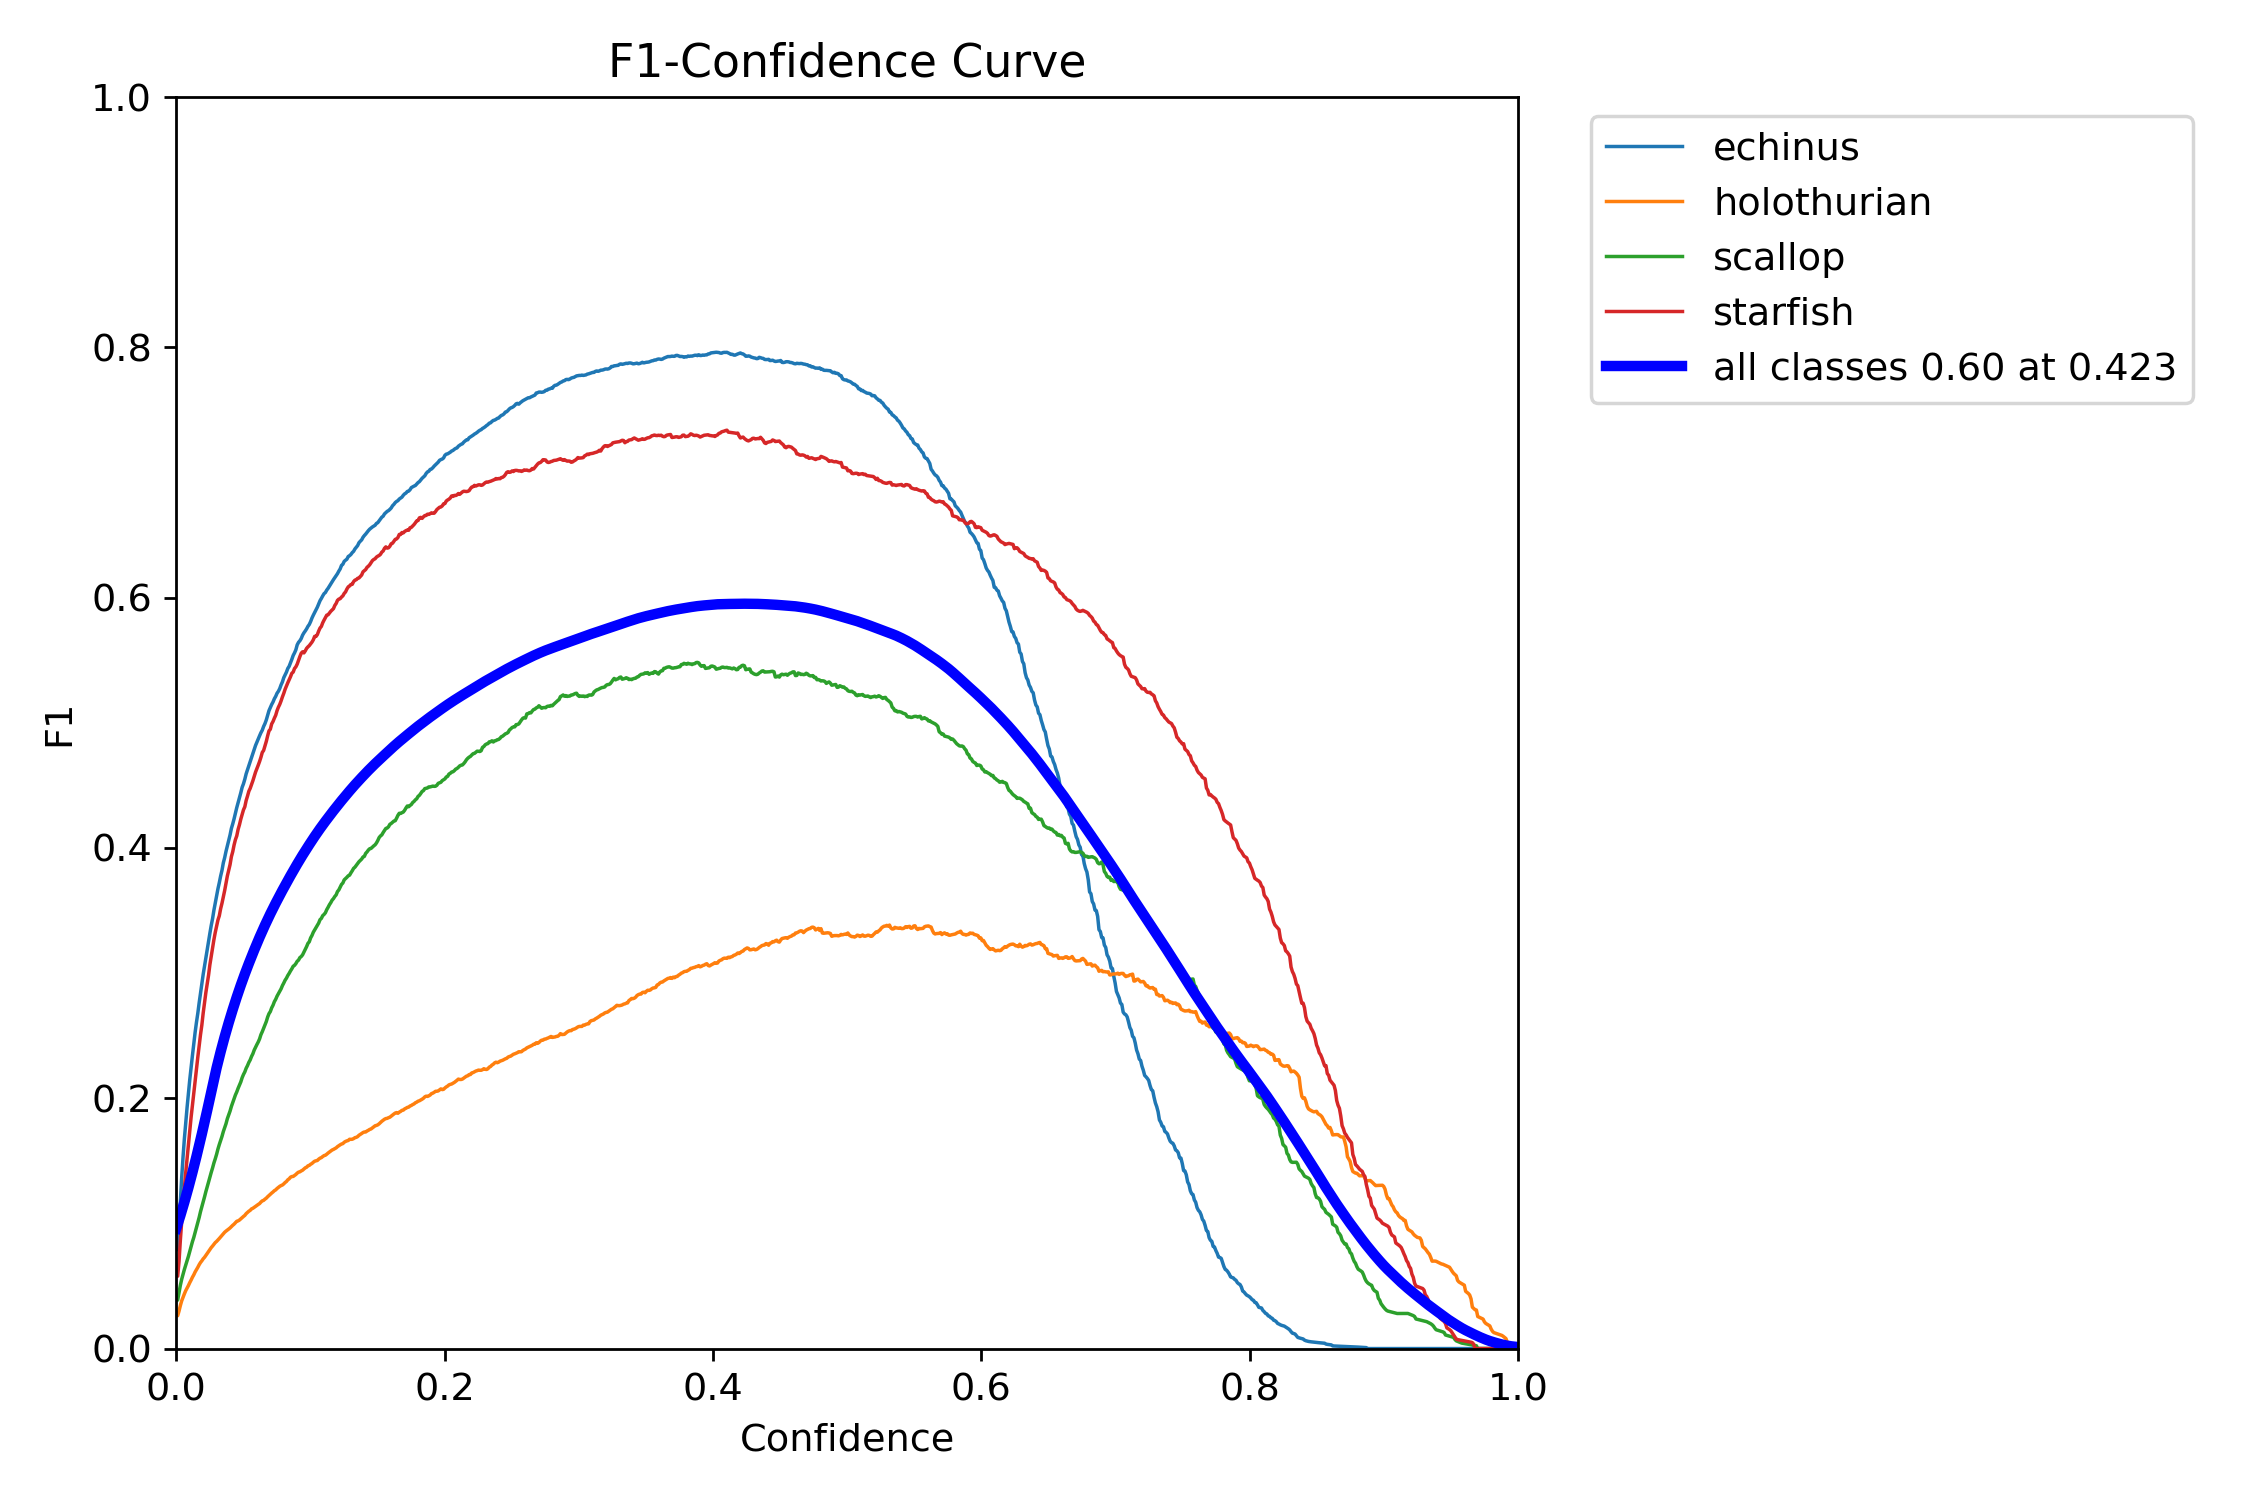 F1-Confidence Curve
1.0
0.8
0.6
0.4
0.2
0.0
F1
0.0 0.2 0.4 0.6 0.8 1.0
Confidence
echinus
holothurian
scallop
starfish
all classes 0.60 at 0.423